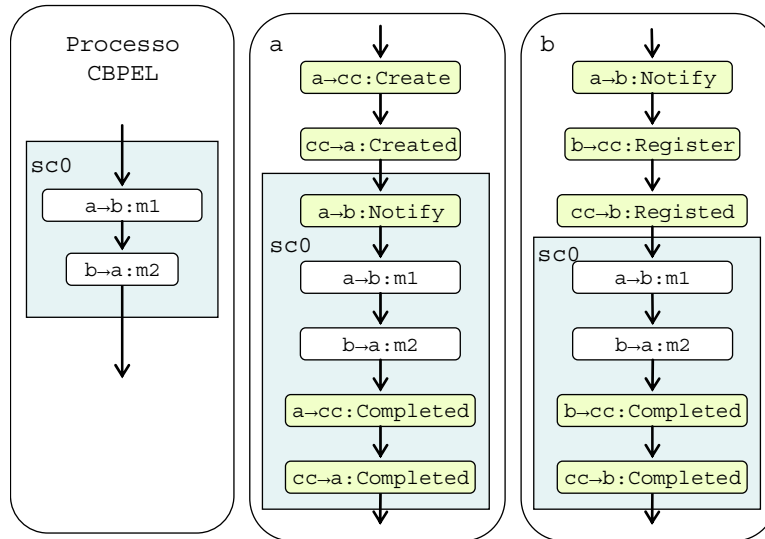 Processo
CBPEL
sc0
a→b:m1
b→a:m2
a
a→cc:Create
cc→a:Created
a→b:Notify
sc0
a→b:m1
b→a:m2
a→cc:Completed
cc→a:Completed
b
a→b:Notify
b→cc:Register
cc→b:Registed
sc0
a→b:m1
b→a:m2
b→cc:Completed
cc→b:Completed